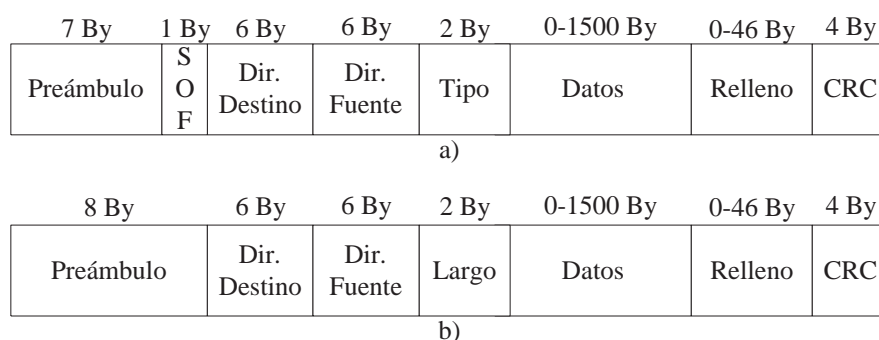 7 By 1 By 6 By 6 By 2 By 0-1500 By 0-46 By 4 By
Preámbulo
S
O
F
Dir.
Destino
Dir.
Fuente
Tipo
Datos
Relleno
CRC
a)
8 By 6 By 6 By 2 By 0-1500 By 0-46 By 4 By
Preámbulo
Dir.
Destino
Dir.
Fuente
Largo
Datos
Relleno
CRC
b)